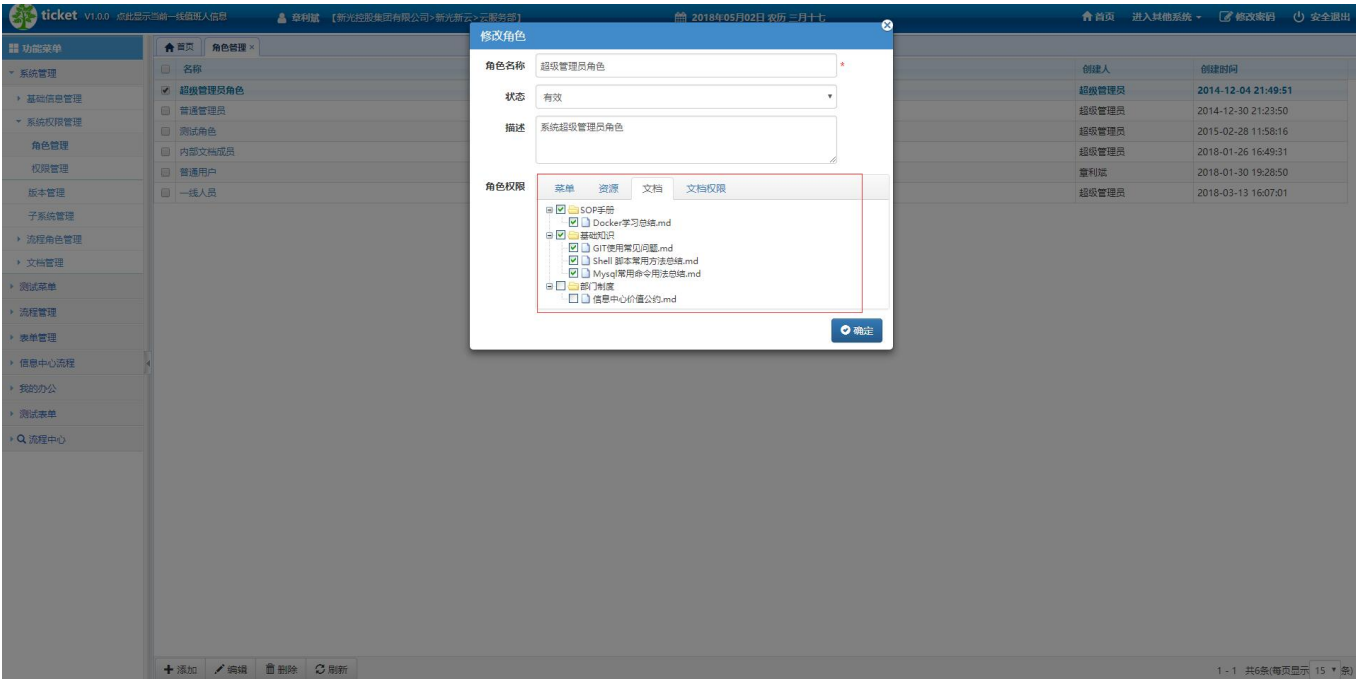 ticket V1.0.0 点此显示当前一线值班人信息 章利斌 【新光控股集团有限公司>新光新云>云服务部】 2018年05月02日 农历 三月十七 首页 进入其他系统 修改密码 安全退出
功能菜单
系统管理
基础信息管理
系统权限管理
角色管理
权限管理
版本管理
子系统管理
流程角色管理
文档管理
测试菜单
流程管理
表单管理
信息中心流程
我的办公
测试表单
流程中心
首页 角色管理 ×
名称 创建人 创建时间
超级管理员角色 超级管理员 2014-12-04 21:49:51
普通管理员 超级管理员 2014-12-30 21:23:50
测试角色 超级管理员 2015-02-28 11:58:16
内部文档成员 超级管理员 2018-01-26 16:49:31
普通用户 2018-01-30 19:28:50
一线人员 超级管理员 2018-03-13 16:07:01
修改角色
角色名称 超级管理员角色 *
状态 有效
描述 系统超级管理员角色
角色权限 菜单 资源 文档 文档权限
SOP手册
Docker学习总结.md
基础知识
GIT使用常见问题.md
Shell 脚本常用方法总结.md
Mysql常用命令用法总结.md
部门制度
信息中心价值公约.md
确定
添加 编辑 删除 刷新 1 - 1 共6条(每页显示 15 条)